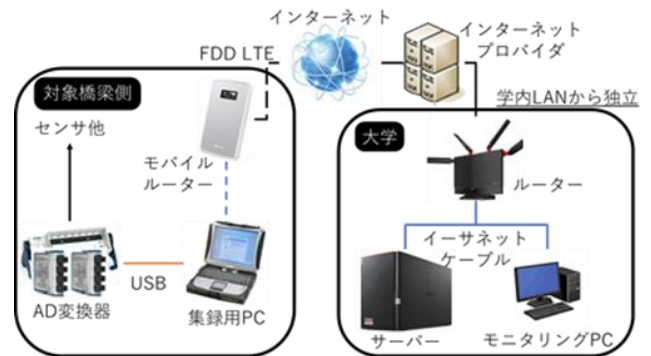 インターネット
インターネット
プロバイダ
FDD LTE
学内LANから独立
対象橋梁側
センサ他
モバイル
ルーター
USB
AD変換器
集録用PC
大学
ルーター
イーサネット
ケーブル
サーバー
モニタリングPC